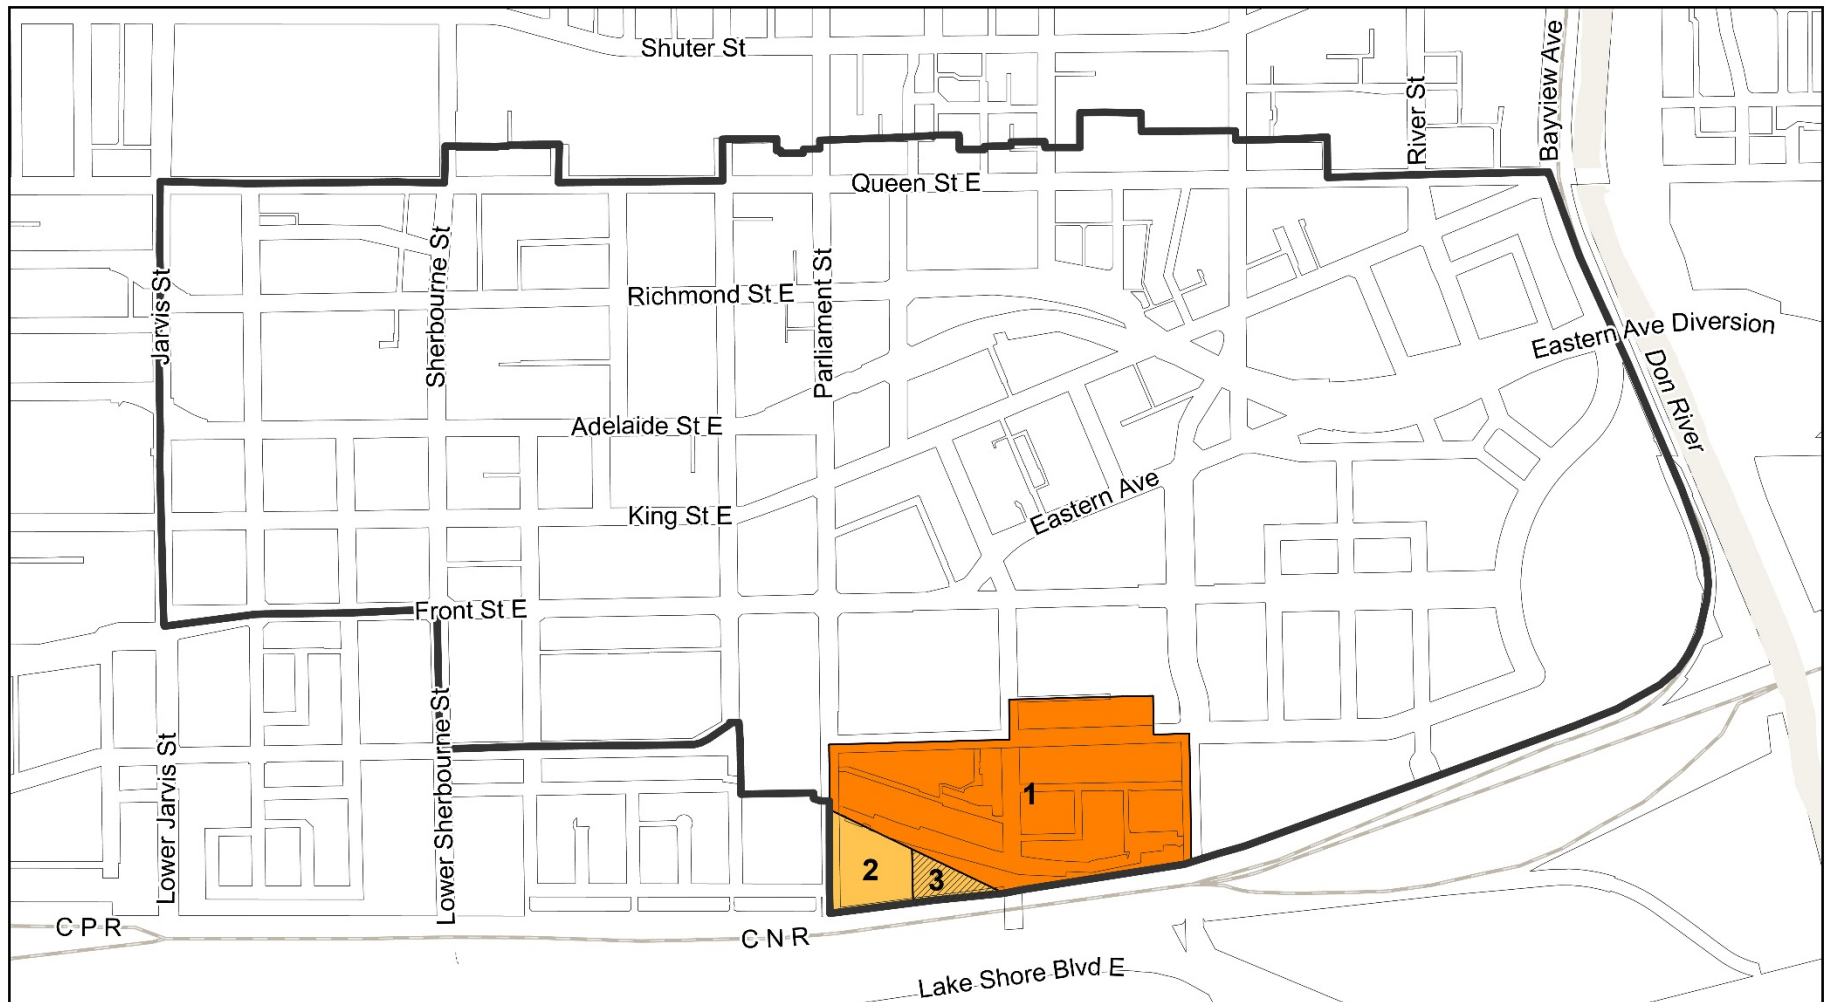 Shuter St
Bayview Ave
River St
Queen St E
Sherbourne St
Parliament St
Jarvis St
Richmond St E
Eastern Ave Diversion
Don River
Adelaide St E
Eastern Ave
King St E
Front St E
Lower Jarvis St
Lower Sherbourne St
1
2
3
C P R
C N R
Lake Shore Blvd E